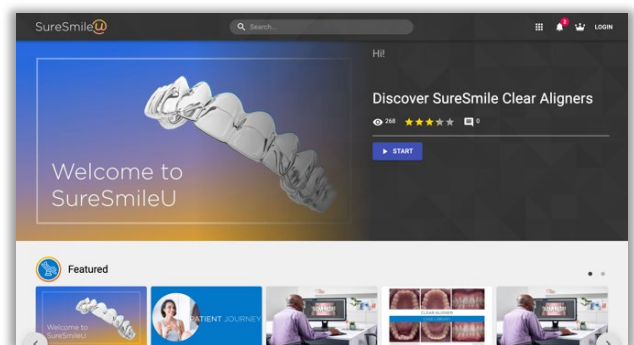 SureSmileU
Search...
2
LOGIN
Hi!
Welcome to
SureSmileU
Discover SureSmile Clear Aligners
268
0
START
Featured
Welcome to
SureSmileU
PATIENT JOURNEY
CLEAR ALIGNER